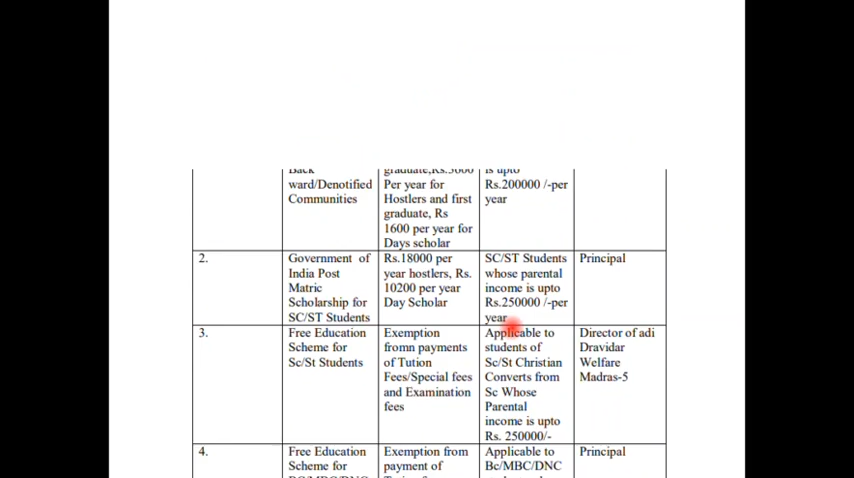 Back
ward/Denotified
Communities
graduate,Rs.3000
Per year for
Hostlers and first
graduate, Rs
1600 per year for
Days scholar
is upto
Rs.200000 /-per
year
2.
Government of
India Post
Matric
Scholarship for
SC/ST Students
Rs.18000 per
year hostlers, Rs.
10200 per year
Day Scholar
SC/ST Students
whose parental
income is upto
Rs.250000 /-per
year
Principal
3.
Free Education
Scheme for
Sc/St Students
Exemption
fromn payments
of Tution
Fees/Special fees
and Examination
fees
Applicable to
students of
Sc/St Christian
Converts from
Sc Whose
Parental
income is upto
Rs. 250000/-
Director of adi
Dravidar
Welfare
Madras-5
4.
Free Education
Scheme for
Exemption from
payment of
Applicable to
Bc/MBC/DNC
Principal